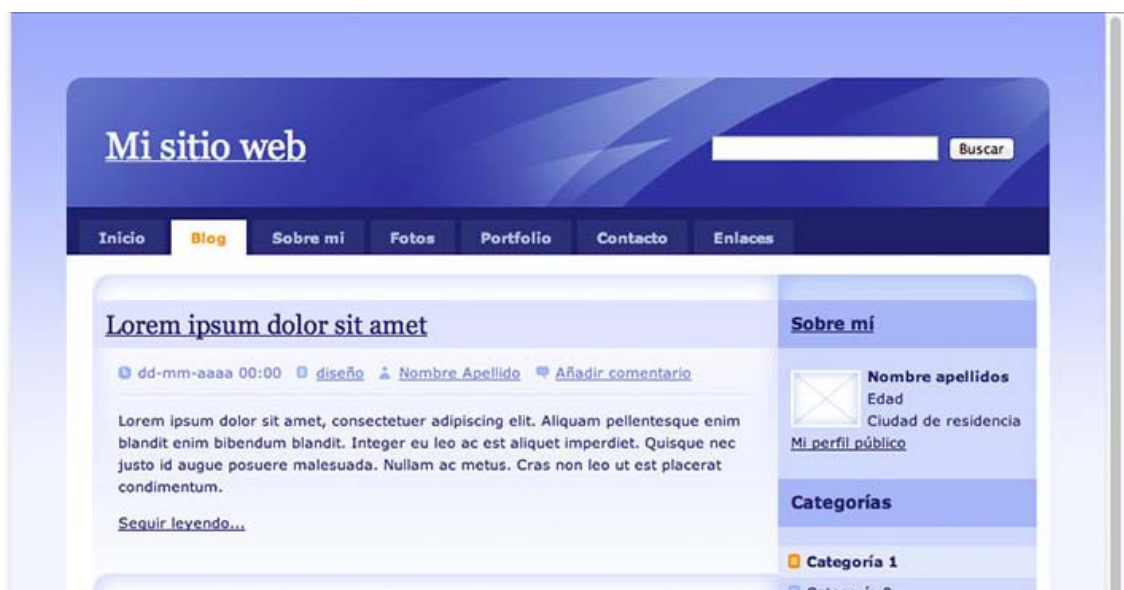 Mi sitio web
Buscar
Inicio Blog Sobre mi Fotos Portfolio Contacto Enlaces
Lorem ipsum dolor sit amet
dd-mm-aaaa 00:00 diseño Nombre Apellido Añadir comentario
Lorem ipsum dolor sit amet, consectetuer adipiscing elit. Aliquam pellentesque enim
blandit enim bibendum blandit. Integer eu leo ac est aliquet imperdiet. Quisque nec
justo id augue posuere malesuada. Nullam ac metus. Cras non leo ut est placerat
condimentum.
Seguir leyendo...
Sobre mí
Nombre apellidos
Edad
Ciudad de residencia
Mi perfil público
Categorías
Categoría 1